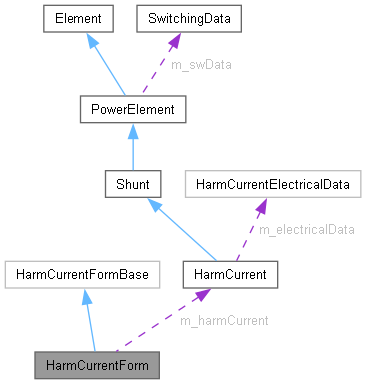 Element
SwitchingData
m_swData
PowerElement
Shunt
HarmCurrentElectricalData
m_electricalData
HarmCurrentFormBase
HarmCurrent
m_harmCurrent
HarmCurrentForm